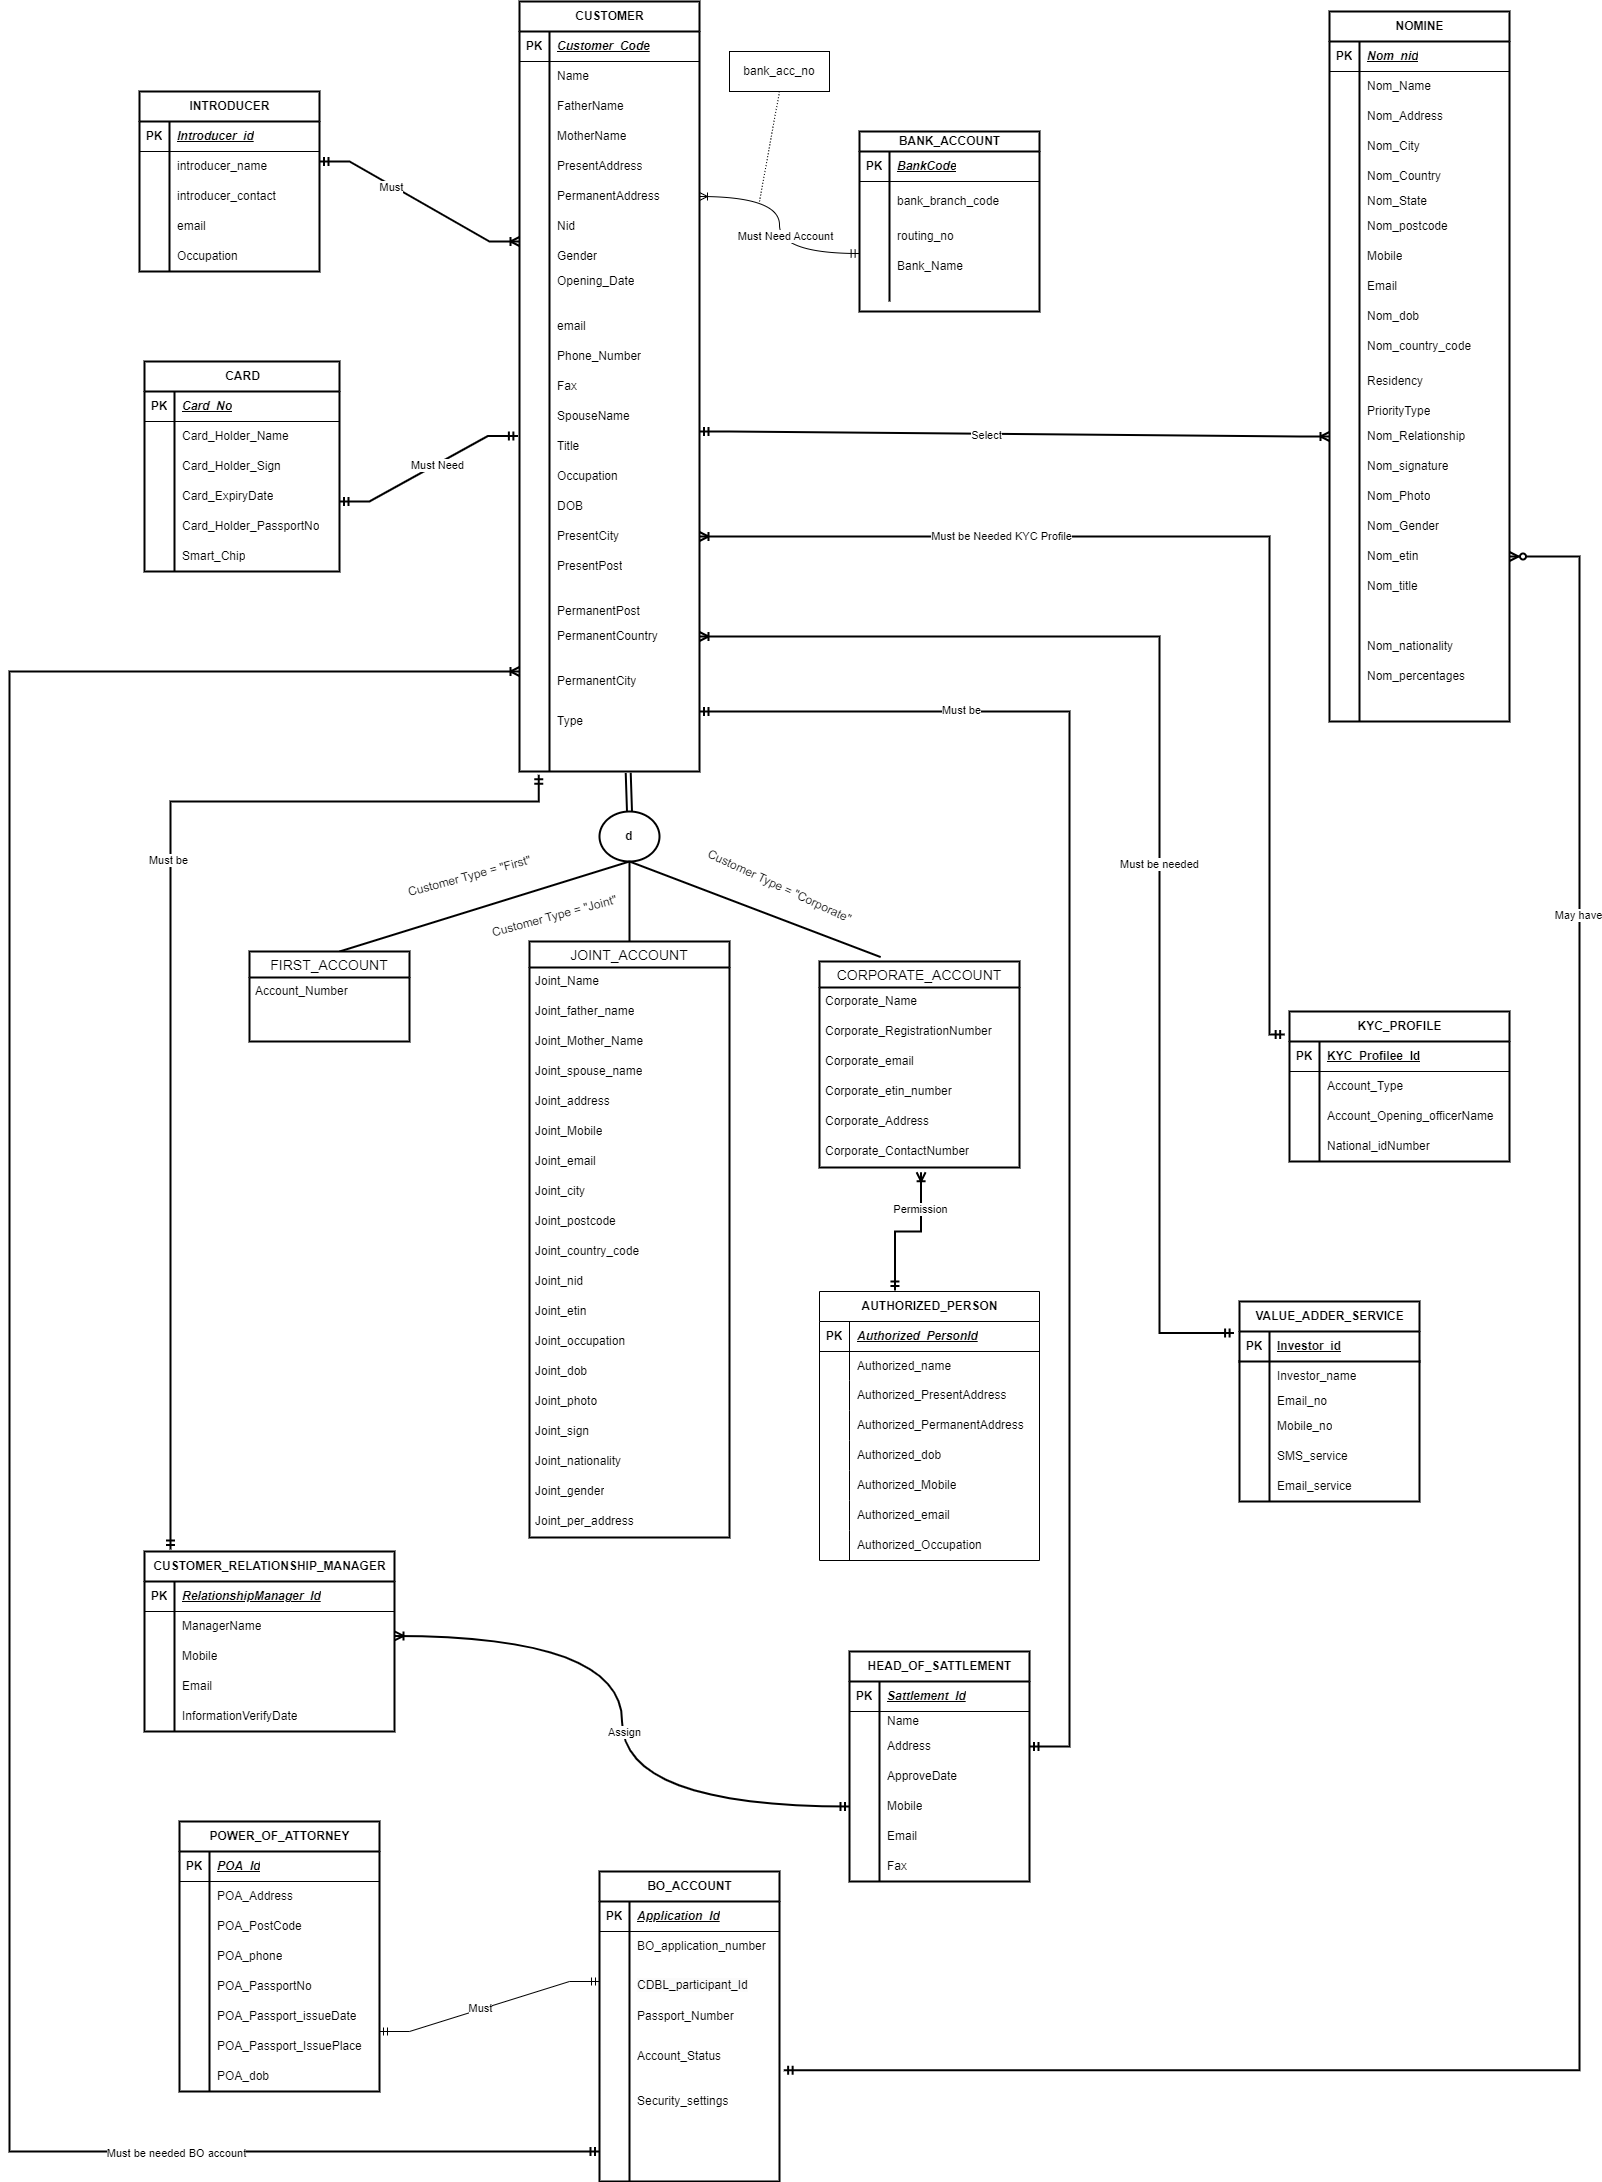 CUSTOMER
PK
Customer_Code
Name
FatherName
MotherName
PresentAddress
PermanentAddress
Nid
Gender
Opening_Date
email
Phone_Number
Fax
SpouseName
Title
Occupation
DOB
PresentCity
PresentPost
PermanentPost
PermanentCountry
PermanentCity
Type
INTRODUCER
PK
Introducer_id
introducer_name
introducer_contact
email
Occupation
Must
bank_acc_no
BANK_ACCOUNT
PK
BankCode
bank_branch_code
routing_no
Bank_Name
Must Need Account
NOMINE
PK
Nom_nid
Nom_Name
Nom_Address
Nom_City
Nom_Country
Nom_State
Nom_postcode
Mobile
Email
Nom_dob
Nom_country_code
Residency
PriorityType
Nom_Relationship
Nom_signature
Nom_Photo
Nom_Gender
Nom_etin
Nom_title
Nom_nationality
Nom_percentages
CARD
PK
Card_No
Card_Holder_Name
Card_Holder_Sign
Card_ExpiryDate
Card_Holder_PassportNo
Smart_Chip
Must Need
Select
Must be Needed KYC Profile
Must be
Must be
d
Customer Type = "First"
Customer Type = "Joint"
Customer Type = "Corporate"
Must be needed
May have
FIRST_ACCOUNT
Account_Number
JOINT_ACCOUNT
Joint_Name
Joint_father_name
Joint_Mother_Name
Joint_spouse_name
Joint_address
Joint_Mobile
Joint_email
Joint_city
Joint_postcode
Joint_country_code
Joint_nid
Joint_etin
Joint_occupation
Joint_dob
Joint_photo
Joint_sign
Joint_nationality
Joint_gender
Joint_per_address
CORPORATE_ACCOUNT
Corporate_Name
Corporate_RegistrationNumber
Corporate_email
Corporate_etin_number
Corporate_Address
Corporate_ContactNumber
Permission
KYC_PROFILE
PK
KYC_Profilee_Id
Account_Type
Account_Opening_officerName
National_idNumber
AUTHORIZED_PERSON
PK
Authorized_PersonId
Authorized_name
Authorized_PresentAddress
Authorized_PermanentAddress
Authorized_dob
Authorized_Mobile
Authorized_email
Authorized_Occupation
VALUE_ADDER_SERVICE
PK
Investor_id
Investor_name
Email_no
Mobile_no
SMS_service
Email_service
CUSTOMER_RELATIONSHIP_MANAGER
PK
RelationshipManager_Id
ManagerName
Mobile
Email
InformationVerifyDate
Assign
HEAD_OF_SATTLEMENT
PK
Sattlement_Id
Name
Address
ApproveDate
Mobile
Email
Fax
POWER_OF_ATTORNEY
PK
POA_Id
POA_Address
POA_PostCode
POA_phone
POA_PassportNo
POA_Passport_issueDate
POA_Passport_IssuePlace
POA_dob
Must
BO_ACCOUNT
PK
Application_Id
BO_application_number
CDBL_participant_Id
Passport_Number
Account_Status
Security_settings
Must be needed BO account